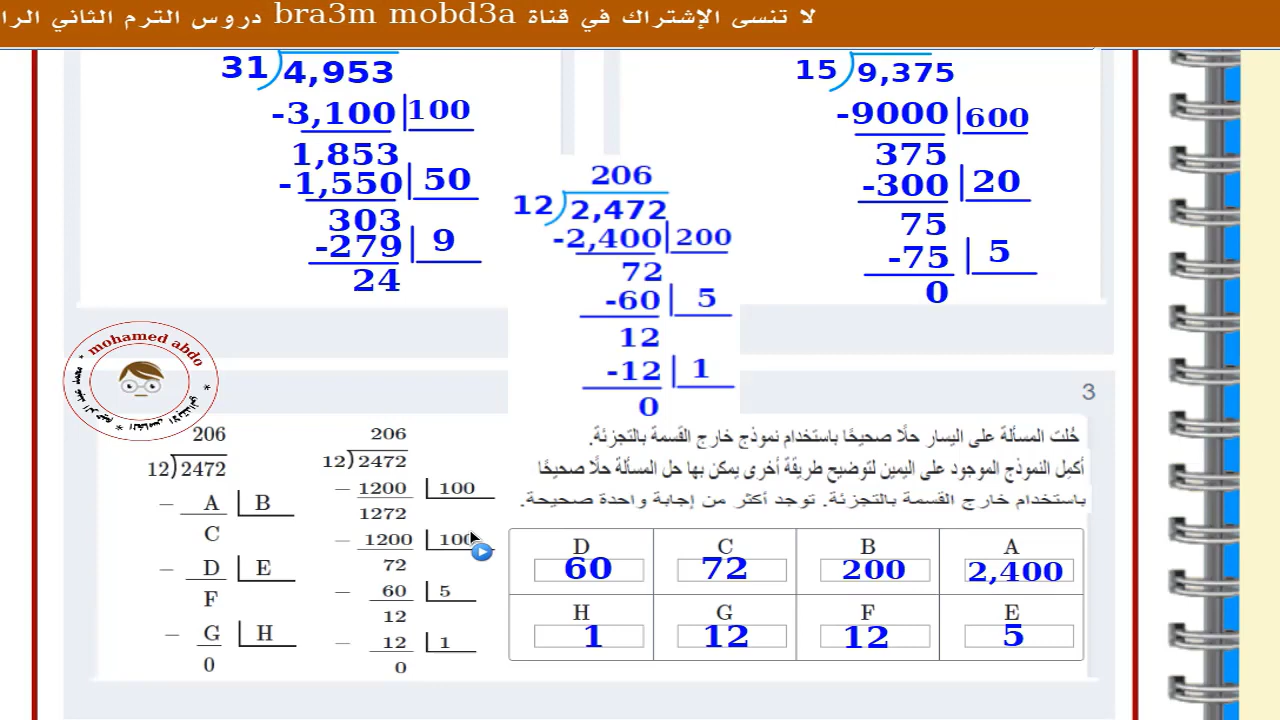 لا تنسى الإشتراك في قناة bra3m mobd3a دروس الترم الثاني الرا
31 4,953
-3,100 100
1,853
-1,550 50
303
-279 9
24
206
12 2,472
-2,400 200
72
-60 5
12
-12 1
0
15 9,375
-9000 600
375
-300 20
75
-75 5
0
* mohamed abdo *
3
حُلت المسألة على اليسار حلًا صحيحًا باستخدام نموذج خارج القسمة بالتجزئة.
أكمِل النموذج الموجود على اليمين لتوضيح طريقة أخرى يمكن بها حل المسألة حلًا صحيحًا
باستخدام خارج القسمة بالتجزئة. توجد أكثر من إجابة واحدة صحيحة.
206
12)2472
− A B
C
− D E
F
− G H
0
206
12)2472
− 1200 100
1272
− 1200 100
72
− 60 5
12
− 12 1
0
D C B A
60 72 200 2,400
H G F E
1 12 12 5